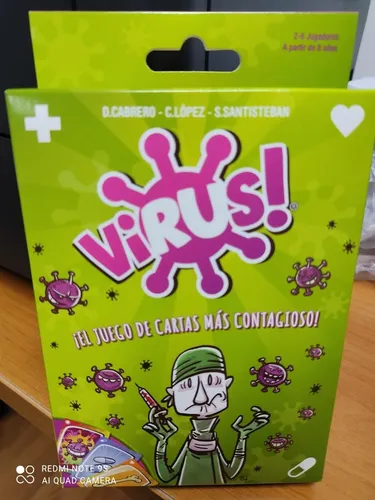 2-6 Jugadores
A partir de 8 años
D.CABRERO - C.LÓPEZ - S.SANTISTEBAN
ViRUS!
¡EL JUEGO DE CARTAS MÁS CONTAGIOSO!
REDMI NOTE 9S
AI QUAD CAMERA